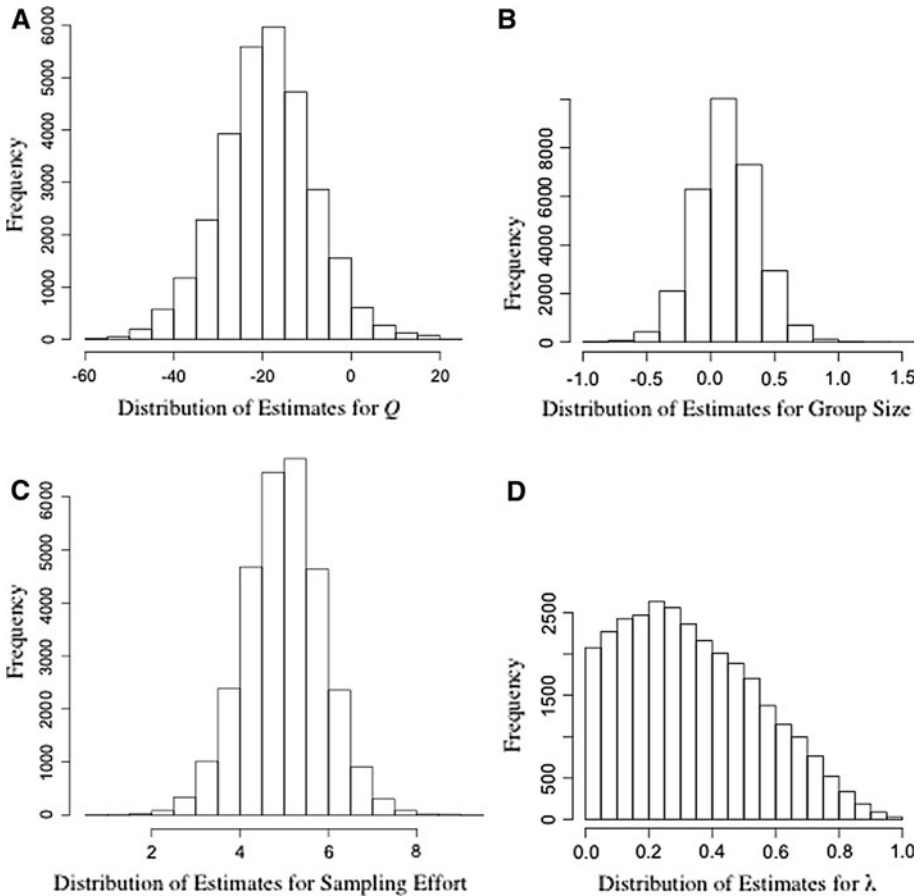 A
Frequency
0 1000 2000 3000 4000 5000 6000
-60 -40 -20 0 20
Distribution of Estimates for Q
B
Frequency
0 2000 4000 6000 8000
-1.0 -0.5 0.0 0.5 1.0 1.5
Distribution of Estimates for Group Size
C
Frequency
0 1000 2000 3000 4000 5000 6000
2 4 6 8
Distribution of Estimates for Sampling Effort
D
Frequency
0 500 1500 2500
0.0 0.2 0.4 0.6 0.8 1.0
Distribution of Estimates for λ